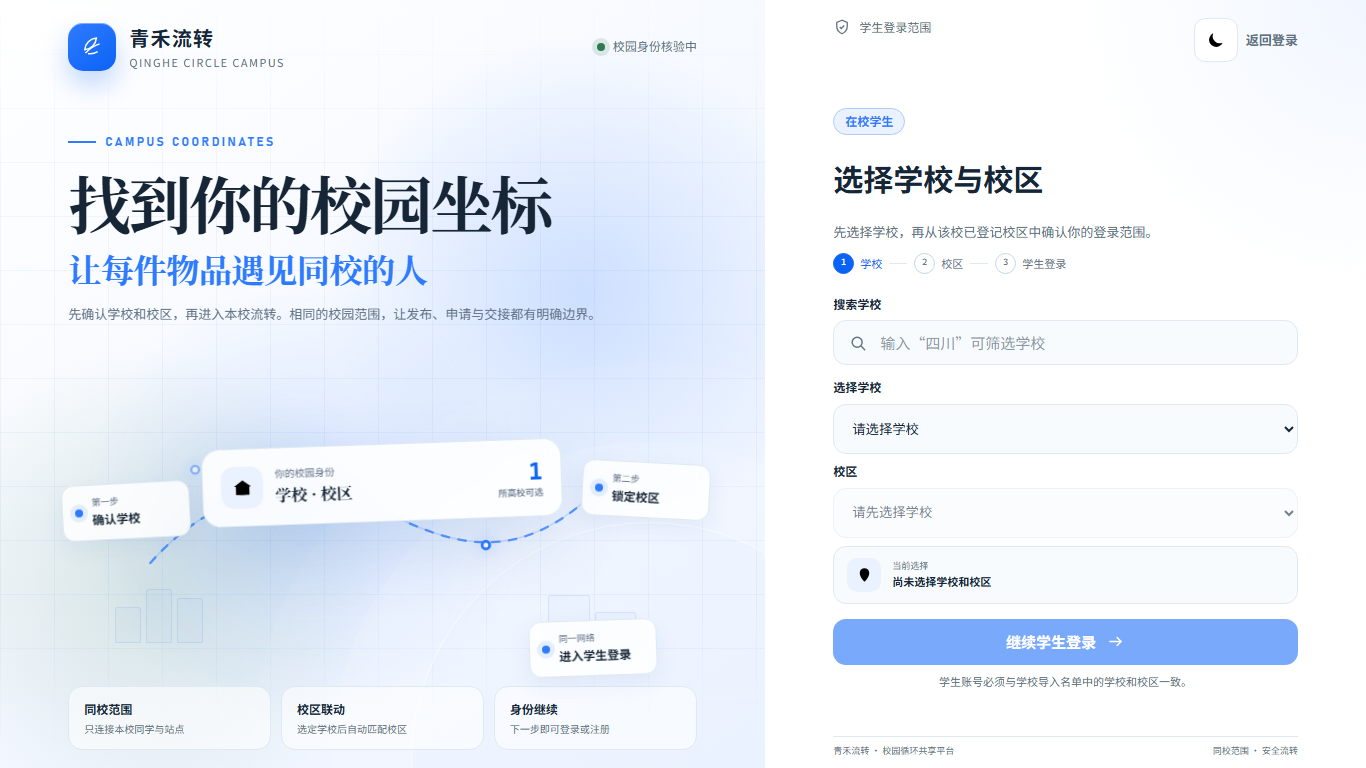 青禾流转
QINGHE CIRCLE CAMPUS
校园身份核验中
CAMPUS COORDINATES
找到你的校园坐标
让每件物品遇见同校的人
先确认学校和校区，再进入本校流转。相同的校园范围，让发布、申请与交接都有明确边界。
第一步
确认学校
你的校园身份
学校 · 校区
1
所高校可选
第二步
锁定校区
同一网络
进入学生登录
同校范围
只连接本校同学与站点
校区联动
选定学校后自动匹配校区
身份继续
下一步即可登录或注册
学生登录范围
返回登录
在校学生
选择学校与校区
先选择学校，再从该校已登记校区中确认你的登录范围。
1 学校 2 校区 3 学生登录
搜索学校
输入“四川”可筛选学校
选择学校
请选择学校
校区
请先选择学校
当前选择
尚未选择学校和校区
继续学生登录 →
学生账号必须与学校导入名单中的学校和校区一致。
青禾流转 · 校园循环共享平台
同校范围 · 安全流转